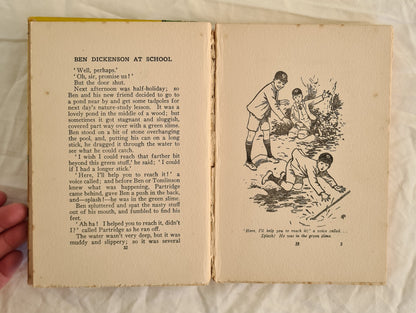 BEN DICKENSON AT SCHOOL
‘ Well, perhaps.’
‘ Oh, sir, promise us ! ’
But the door shut.
Next afternoon was half-holiday; so
Ben and his new friend decided to go to
a pond near by and get some tadpoles for
next day’s nature-study lesson. It was a
lovely pond in the middle of a wood; but
sometimes it got stagnant and sluggish,
covered part way over with a green slime.
Ben stood on a bit of stone overhanging
the pool, and, putting his can on a long
stick, he dragged it through the water to
see what he could catch.
‘ I wish I could reach that farther bit
beyond this green stuff,’ he said; ‘ I could
if I had a longer stick.’
‘ Here, I’ll help you to reach it! ’ a
voice called; and before Ben or Tomlinson
knew what was happening, Partridge
came behind, gave Ben a push in the back,
and—splash!—he was in the green slime.
Ben spluttered and spat the nasty stuff
out of his mouth, and fumbled to find his
feet.
‘ Ah ha ! I helped you to reach it, didn’t
I? ’ called Partridge as he ran off.
The water wasn’t very deep, but it was
muddy and slippery; so it was several
32
‘ Here, I’ll help you to reach it! ’ a voice called. . . .
Splash! He was in the green slime.
33
3